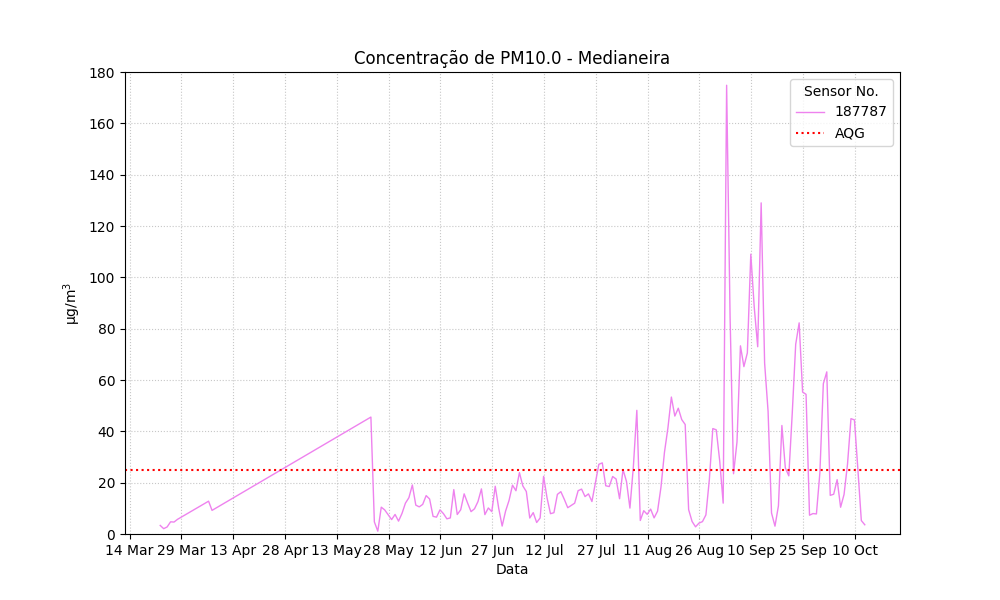 Concentração de PM10.0 - Medianeira
Sensor No.
187787
AQG
µg/m³
180
160
140
120
100
80
60
40
20
0
14 Mar 29 Mar 13 Apr 28 Apr 13 May 28 May 12 Jun 27 Jun 12 Jul 27 Jul 11 Aug 26 Aug 10 Sep 25 Sep 10 Oct
Data